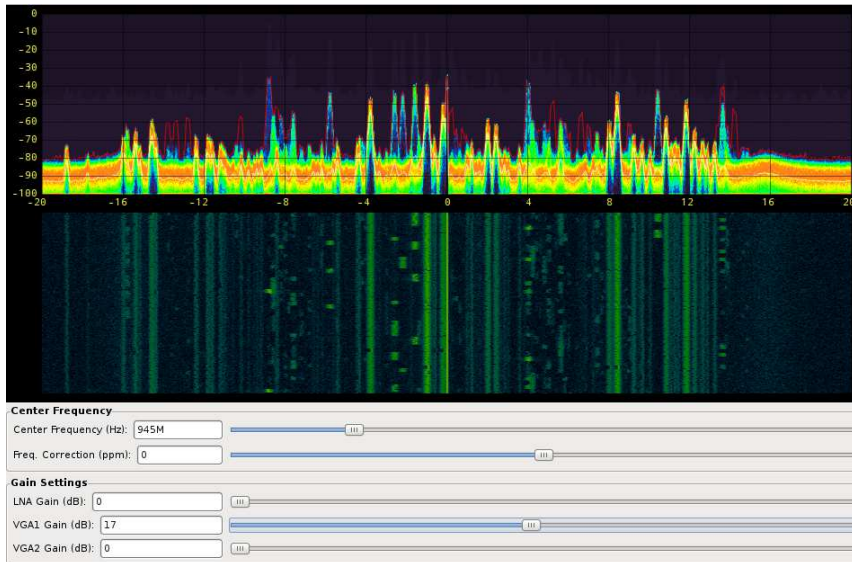 0
-10
-20
-30
-40
-50
-60
-70
-80
-90
-100
-20 -16 -12 -8 -4 0 4 8 12 16 20
Center Frequency
Center Frequency (Hz): 945M
Freq. Correction (ppm): 0
Gain Settings
LNA Gain (dB): 0
VGA1 Gain (dB): 17
VGA2 Gain (dB): 0